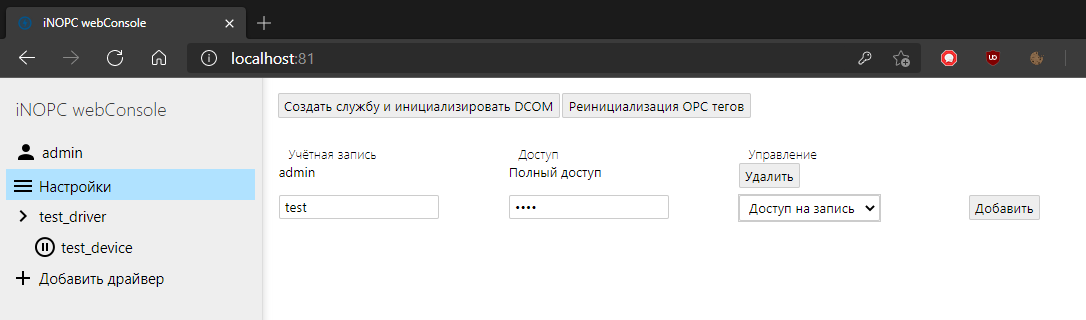 iNOPC webConsole
localhost:81
iNOPC webConsole
admin
Настройки
test_driver
test_device
Добавить драйвер
Создать службу и инициализировать DCOM Реинициализация OPC тегов
Учётная запись Доступ Управление
admin Полный доступ Удалить
test •••• Доступ на запись Добавить